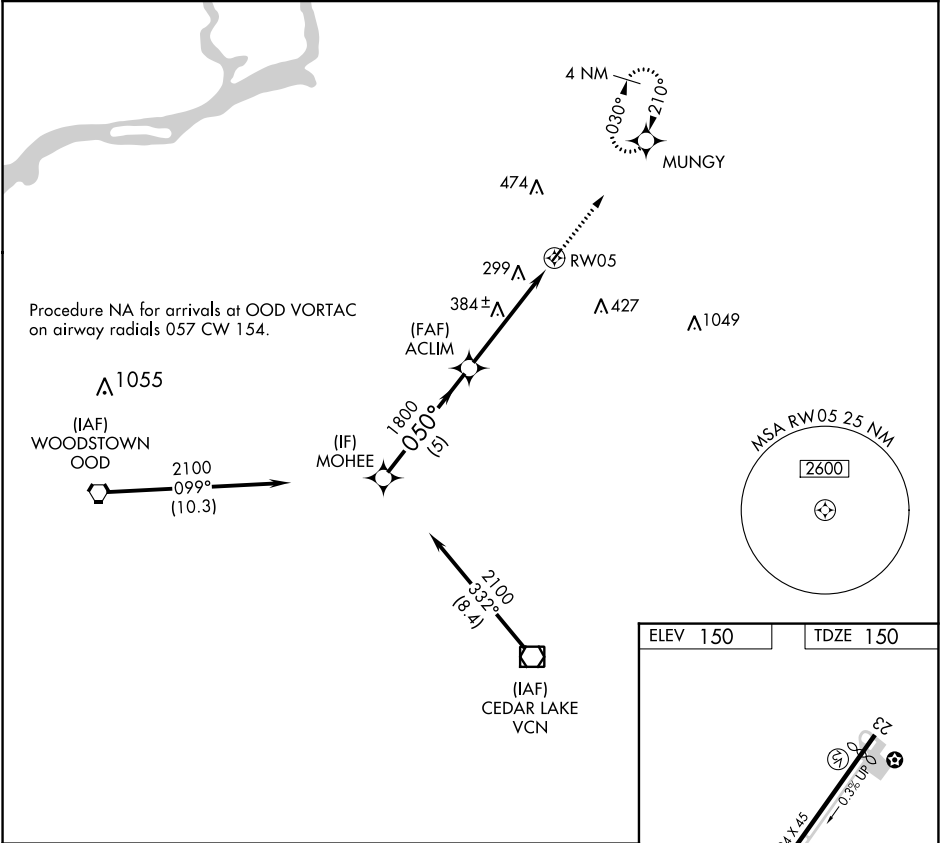 4 NM
030°
210°
MUNGY
474
RW05
299
384 ±
427
1049
Procedure NA for arrivals at OOD VORTAC
on airway radials 057 CW 154.
(FAF)
ACLIM
1055
(IAF)
WOODSTOWN
OOD
2100
099°
(10.3)
(IF)
MOHEE
1800
050°
(5)
MSA RW05 25 NM
2600
2100
332°
(8.4)
(IAF)
CEDAR LAKE
VCN
ELEV 150
TDZE 150
23
0.3% UP
X 45